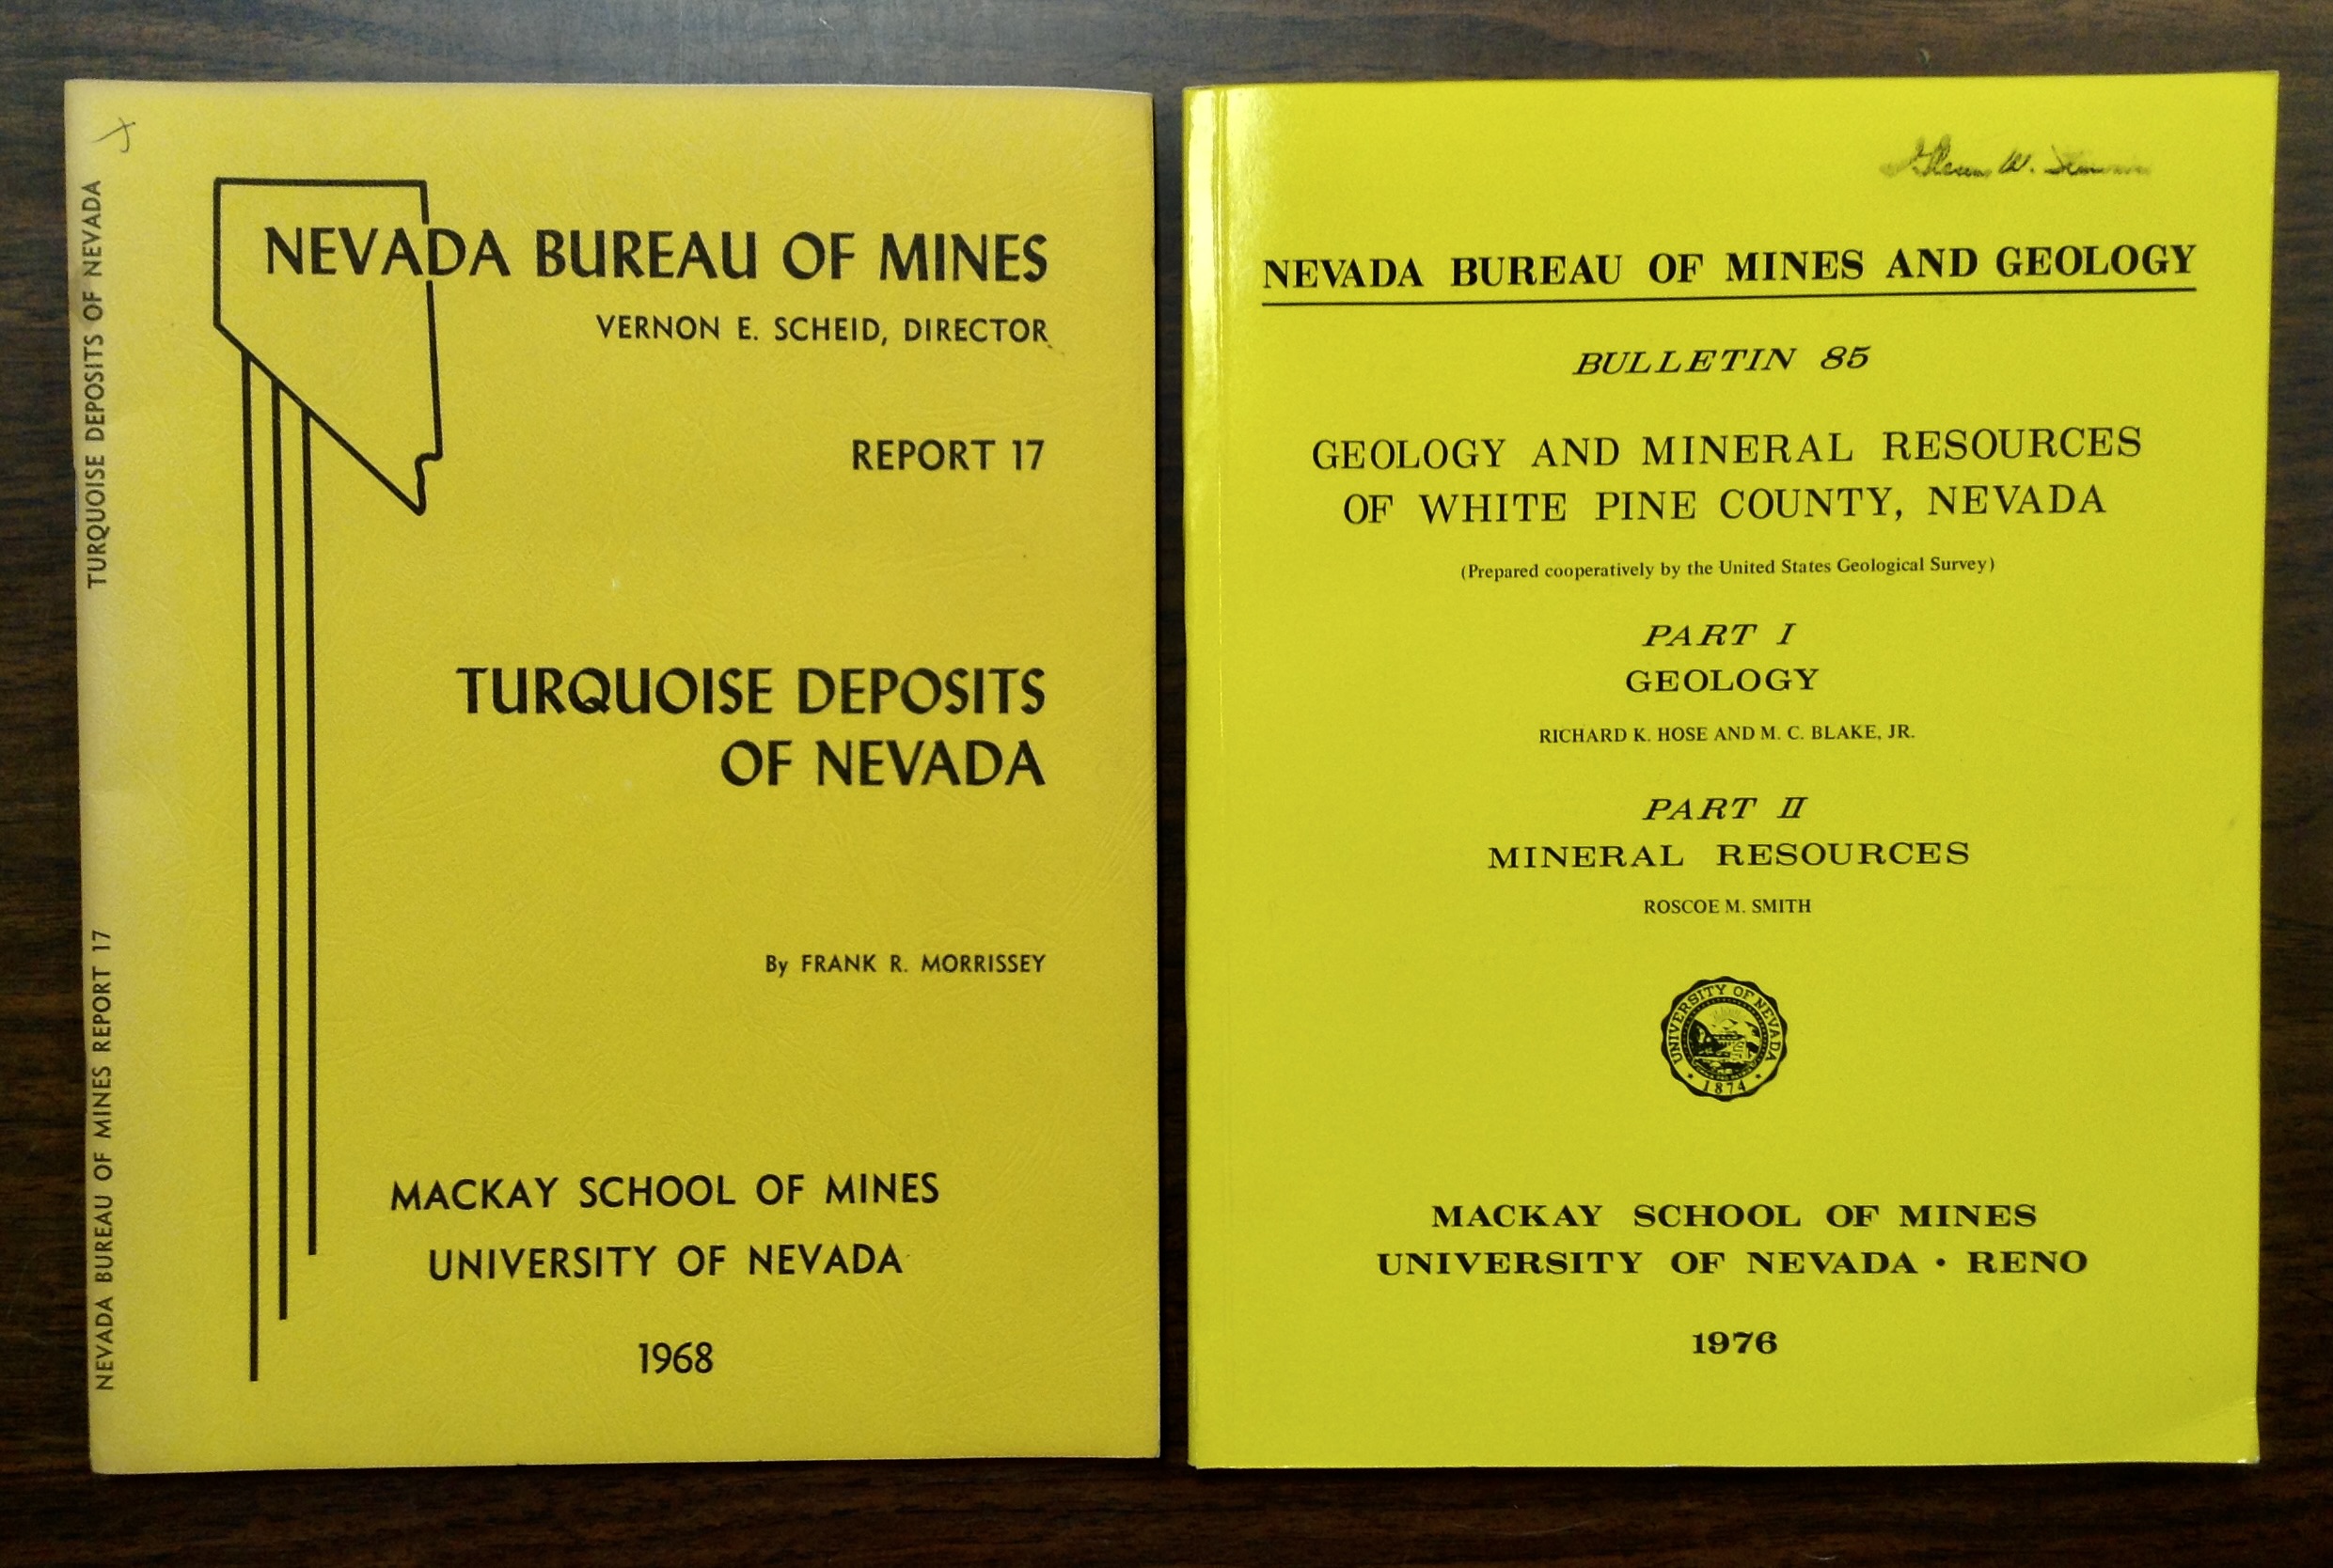 TURQUOISE DEPOSITS OF NEVADA
NEVADA BUREAU OF MINES REPORT 17
NEVADA BUREAU OF MINES
VERNON E. SCHEID, DIRECTOR
REPORT 17
TURQUOISE DEPOSITS
OF NEVADA
By FRANK R. MORRISSEY
MACKAY SCHOOL OF MINES
UNIVERSITY OF NEVADA
1968
Glenn W.
NEVADA BUREAU OF MINES AND GEOLOGY
BULLETIN 85
GEOLOGY AND MINERAL RESOURCES
OF WHITE PINE COUNTY, NEVADA
(Prepared cooperatively by the United States Geological Survey)
PART I
GEOLOGY
RICHARD K. HOSE AND M. C. BLAKE, JR.
PART II
MINERAL RESOURCES
ROSCOE M. SMITH
UNIVERSITY OF NEVADA
1874
MACKAY SCHOOL OF MINES
UNIVERSITY OF NEVADA • RENO
1976